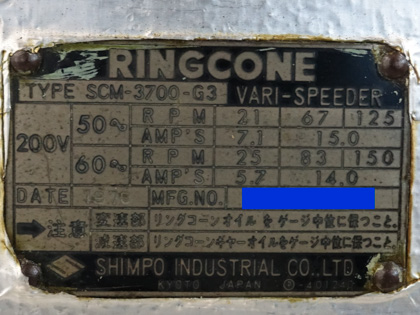 RINGCONE
TYPE SCM-3700-G3 VARI-SPEEDER
200V 50~ RPM 21 67 125
AMP'S 7.1 15.0
60~ RPM 25 83 150
AMP'S 5.7 14.0
DATE MFG.NO.
注意 変速部 リングコーンオイルをゲージ中位に保つこと。
減速部 リングコーンギヤーオイルをゲージ中位に保つこと。
SHIMPO INDUSTRIAL CO.,LTD.
KYOTO JAPAN